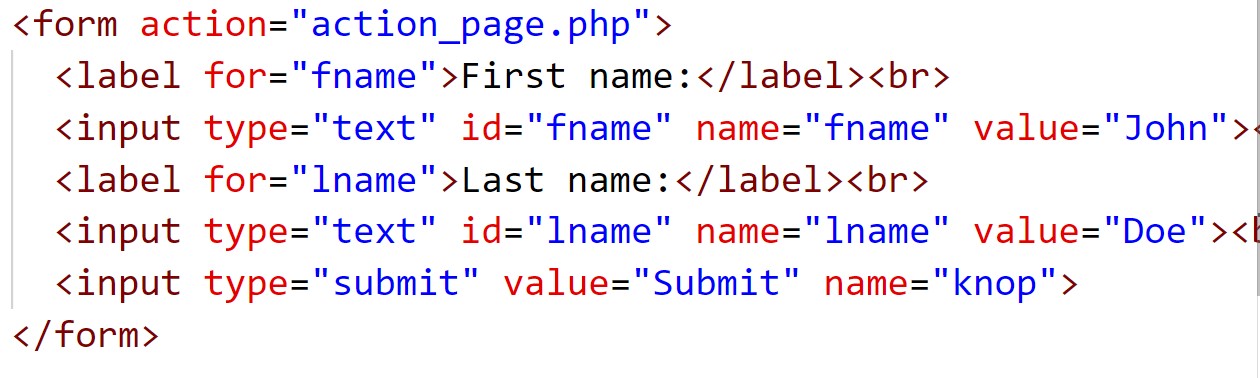 <form action="action_page.php">
<label for="fname">First name:</label><br>
<input type="text" id="fname" name="fname" value="John"><
<label for="lname">Last name:</label><br>
<input type="text" id="lname" name="lname" value="Doe"><b
<input type="submit" value="Submit" name="knop">
</form>